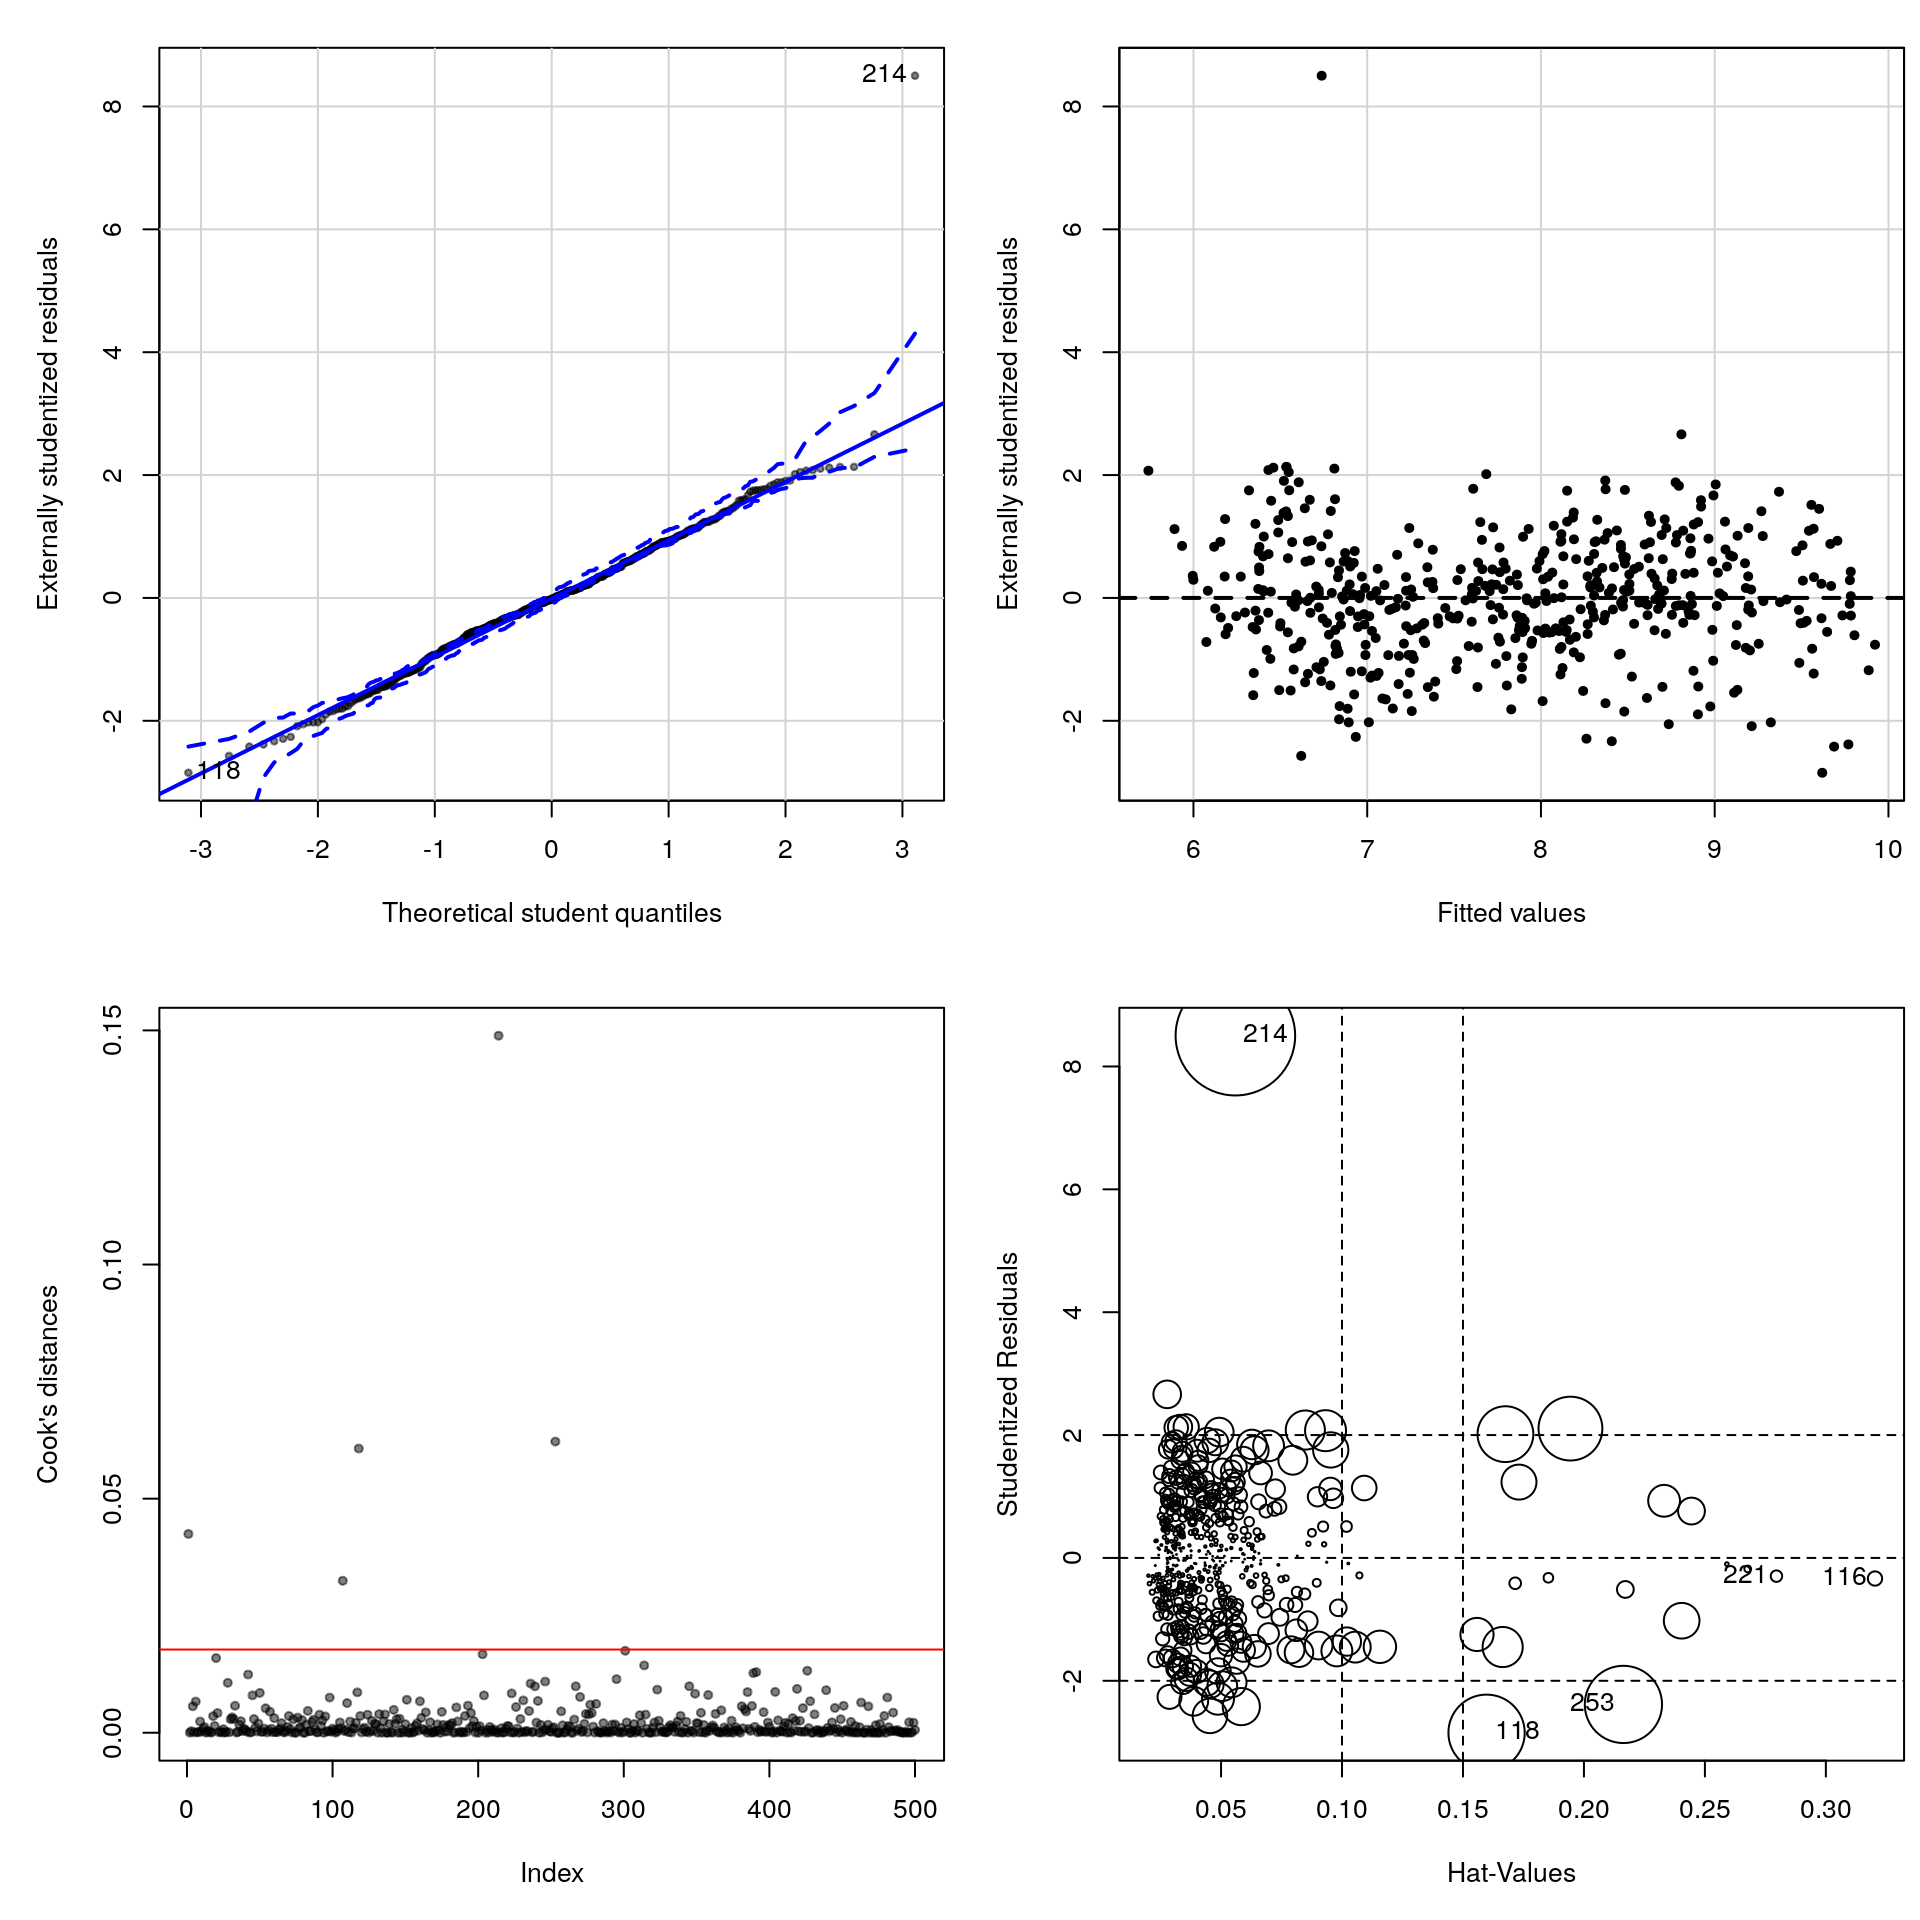 214
118
8
6
4
2
0
-2
Externally studentized residuals
-3 -2 -1 0 1 2 3
Theoretical student quantiles
8
6
4
2
0
-2
Externally studentized residuals
6 7 8 9 10
Fitted values
0.15
0.10
0.05
0.00
Cook's distances
0 100 200 300 400 500
Index
214
221 116
253
118
8
6
4
2
0
-2
Studentized Residuals
0.05 0.10 0.15 0.20 0.25 0.30
Hat-Values